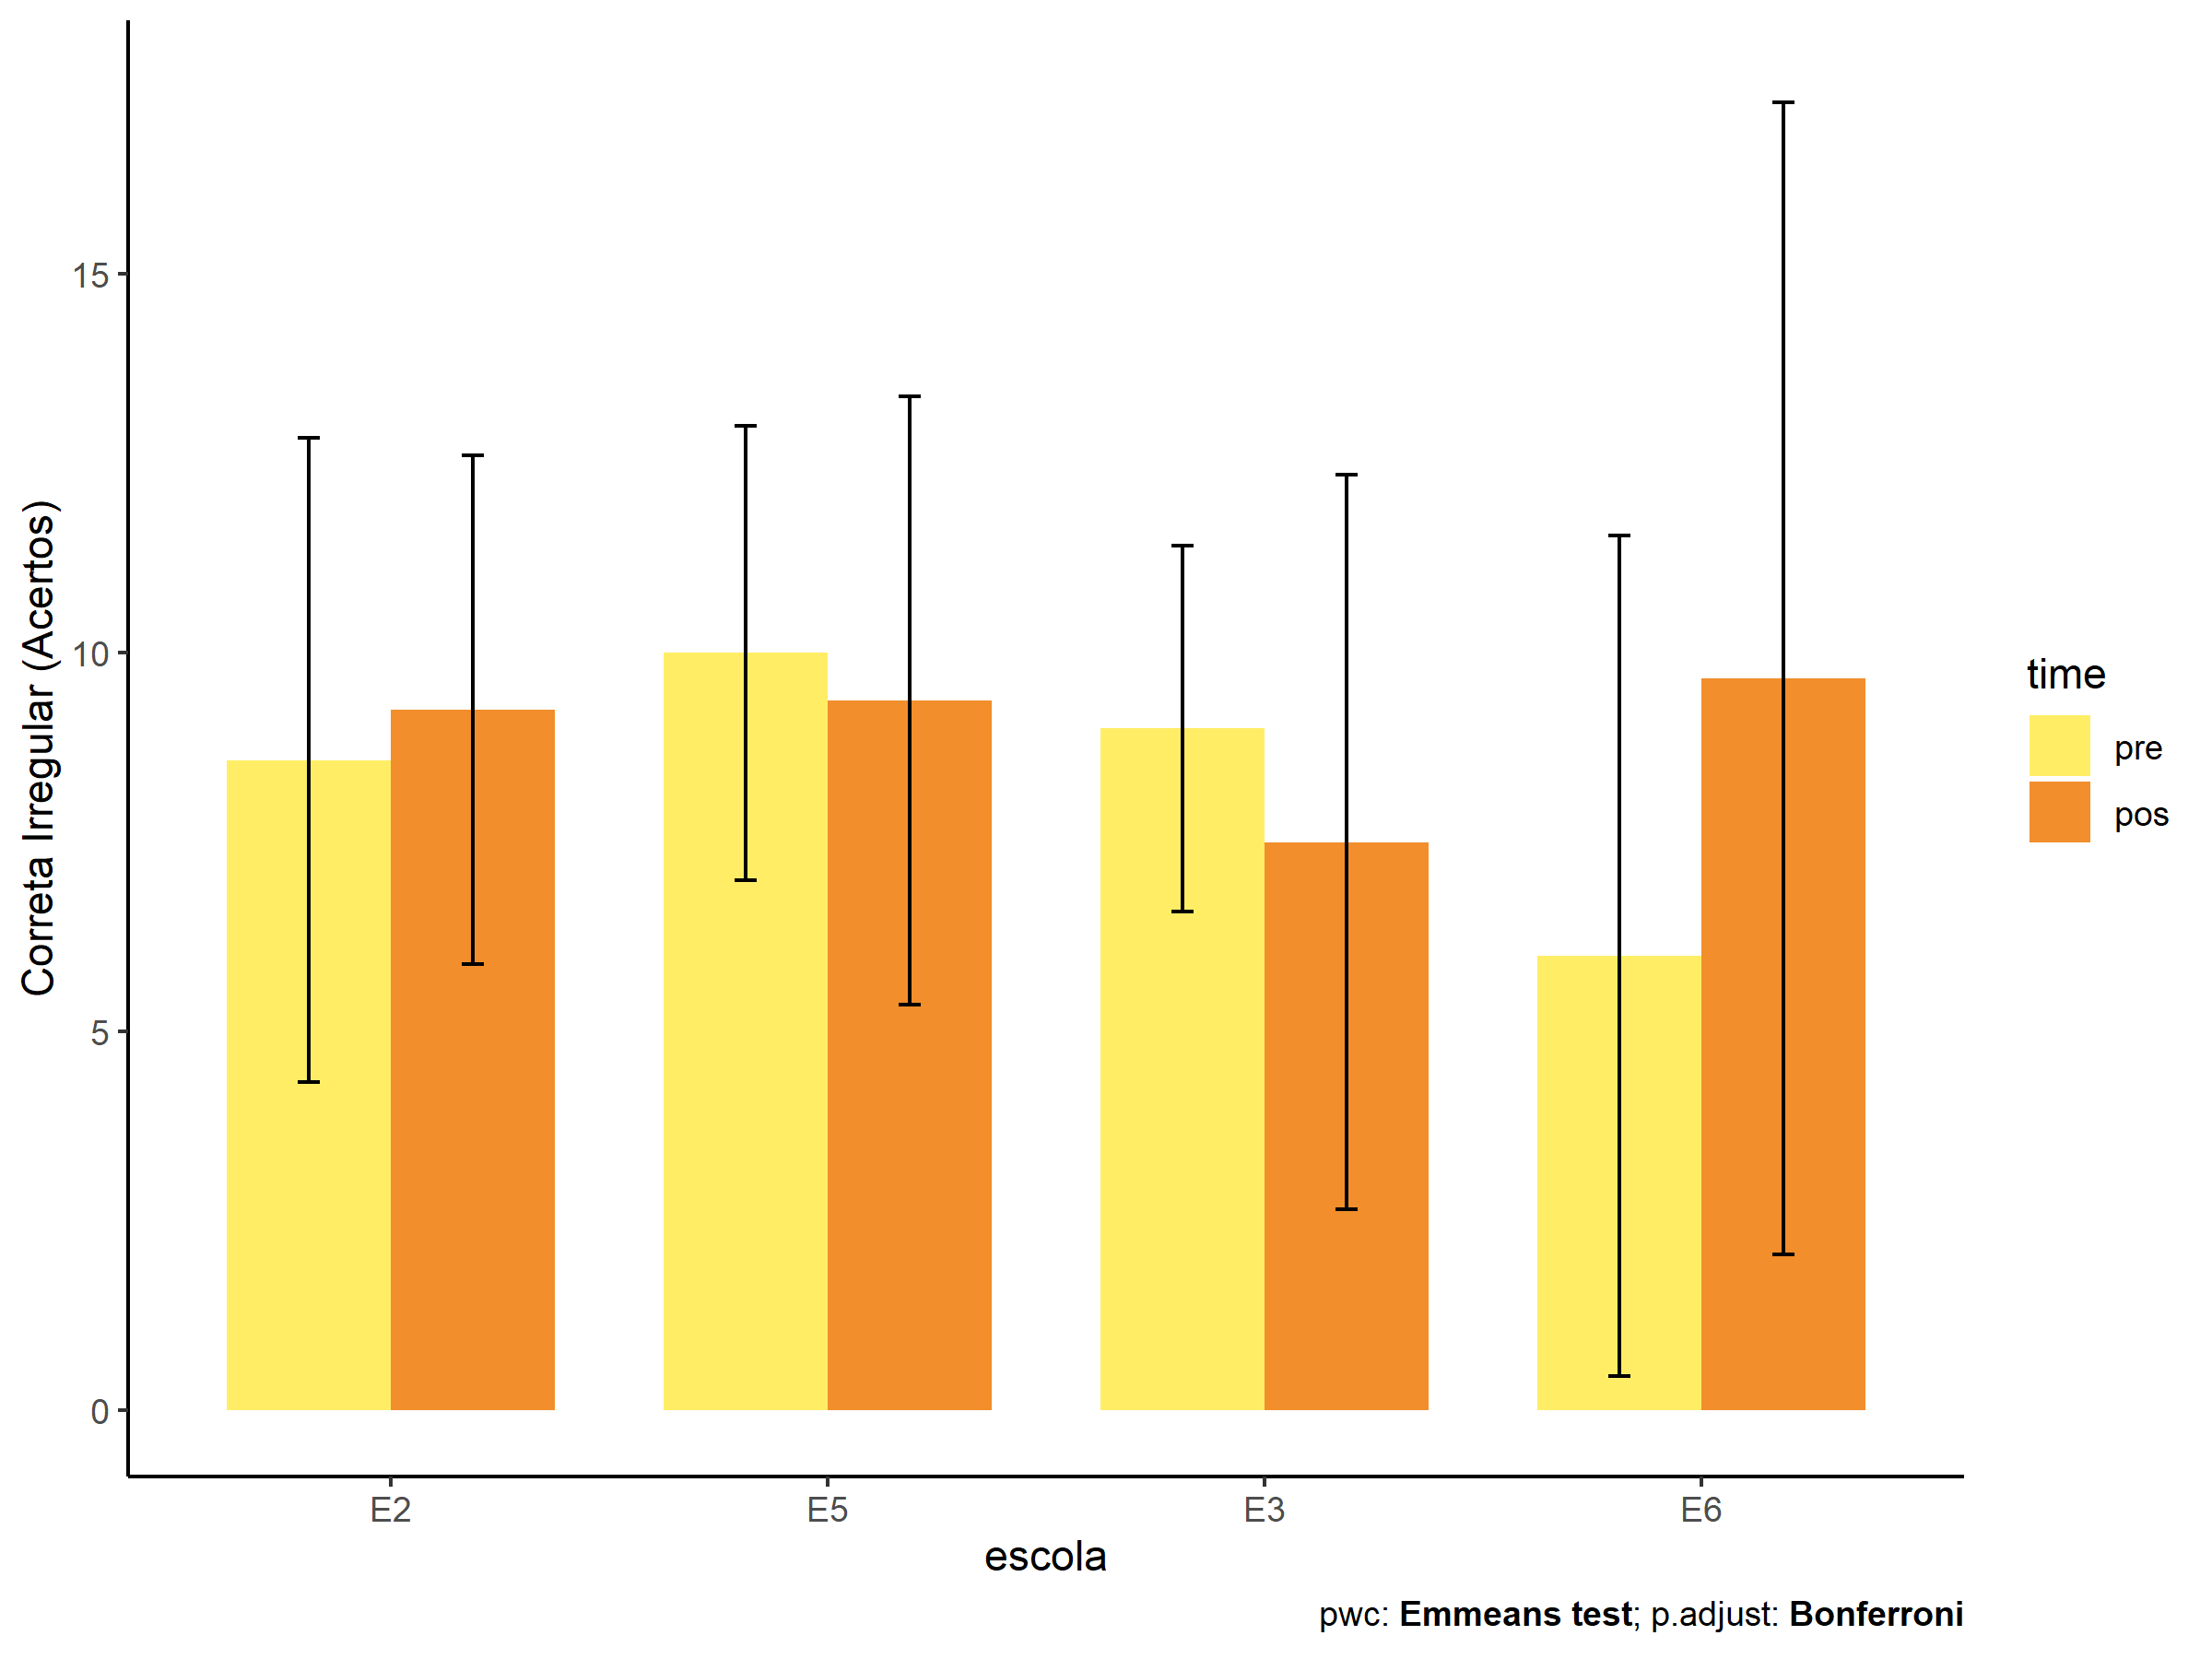 Correta Irregular (Acertos)
15
10
5
0
E2 E5 E3 E6
escola
time
pre
pos
pwc: Emmeans test; p.adjust: Bonferroni